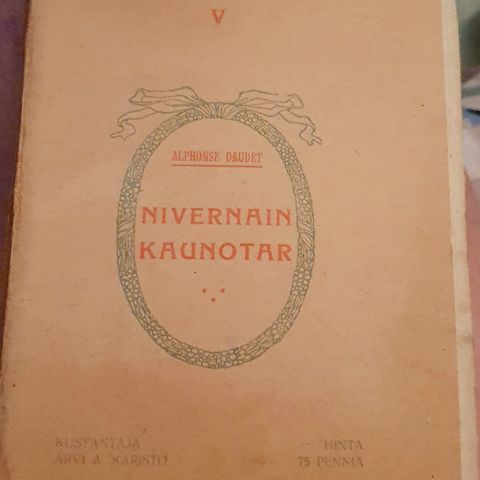 V
ALPHONSE DAUDET
NIVERNAIN
KAUNOTAR
KUSTANTAJA
ARVI A. KARISTO
HINTA
75 PENNIÄ